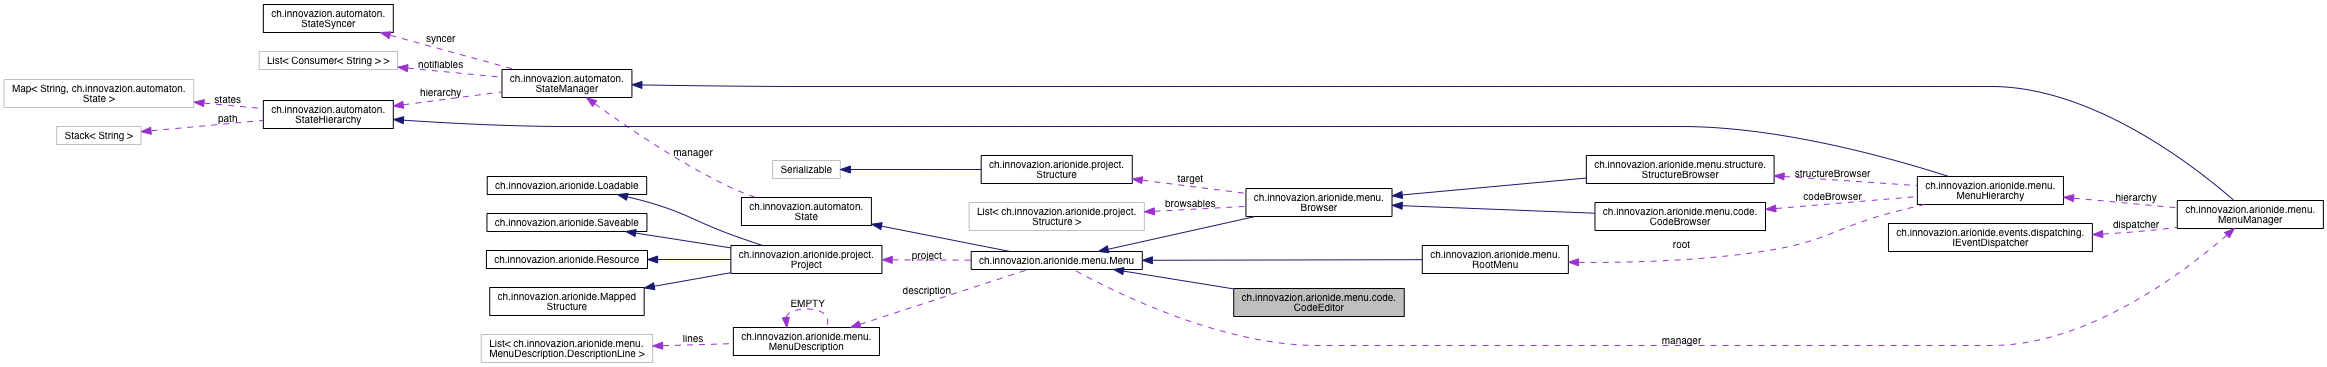 ch.innovazion.automaton.
StateSyncer
syncer
List< Consumer< String > >
notifiables
ch.innovazion.automaton.
StateManager
Map< String, ch.innovazion.automaton.
State >
states
hierarchy
ch.innovazion.automaton.
StateHierarchy
Stack< String >
path
manager
Serializable
ch.innovazion.arionide.project.
Structure
target
ch.innovazion.arionide.menu.structure.
StructureBrowser
structureBrowser
ch.innovazion.arionide.Loadable
ch.innovazion.arionide.menu.
MenuHierarchy
ch.innovazion.arionide.menu.
Browser
browsables
codeBrowser
hierarchy
ch.innovazion.automaton.
State
List< ch.innovazion.arionide.project.
Structure >
ch.innovazion.arionide.menu.code.
CodeBrowser
ch.innovazion.arionide.menu.
MenuManager
ch.innovazion.arionide.Saveable
dispatcher
ch.innovazion.arionide.events.dispatching.
IEventDispatcher
root
ch.innovazion.arionide.Resource
ch.innovazion.arionide.project.
Project
project
ch.innovazion.arionide.menu.Menu
ch.innovazion.arionide.menu.
RootMenu
description
ch.innovazion.arionide.Mapped
Structure
EMPTY
ch.innovazion.arionide.menu.code.
CodeEditor
List< ch.innovazion.arionide.menu.
MenuDescription.DescriptionLine >
lines
ch.innovazion.arionide.menu.
MenuDescription
manager